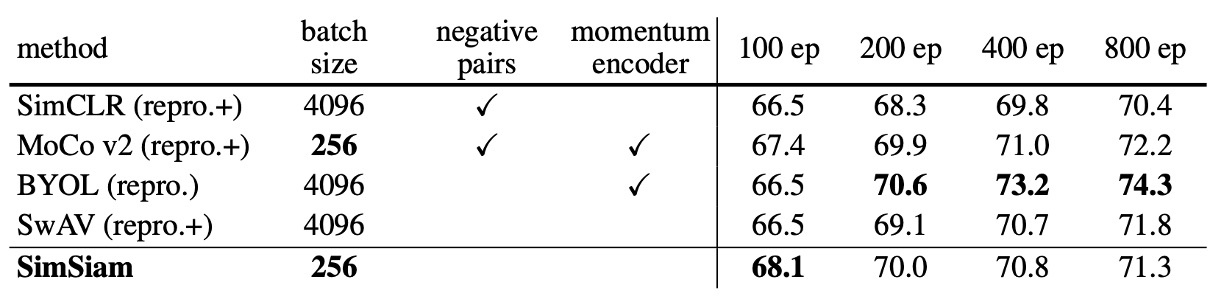 method batch size negative pairs momentum encoder 100 ep 200 ep 400 ep 800 ep
SimCLR (repro.+) 4096 ✓ 66.5 68.3 69.8 70.4
MoCo v2 (repro.+) 256 ✓ ✓ 67.4 69.9 71.0 72.2
BYOL (repro.) 4096 ✓ 66.5 70.6 73.2 74.3
SwAV (repro.+) 4096 66.5 69.1 70.7 71.8
SimSiam 256 68.1 70.0 70.8 71.3